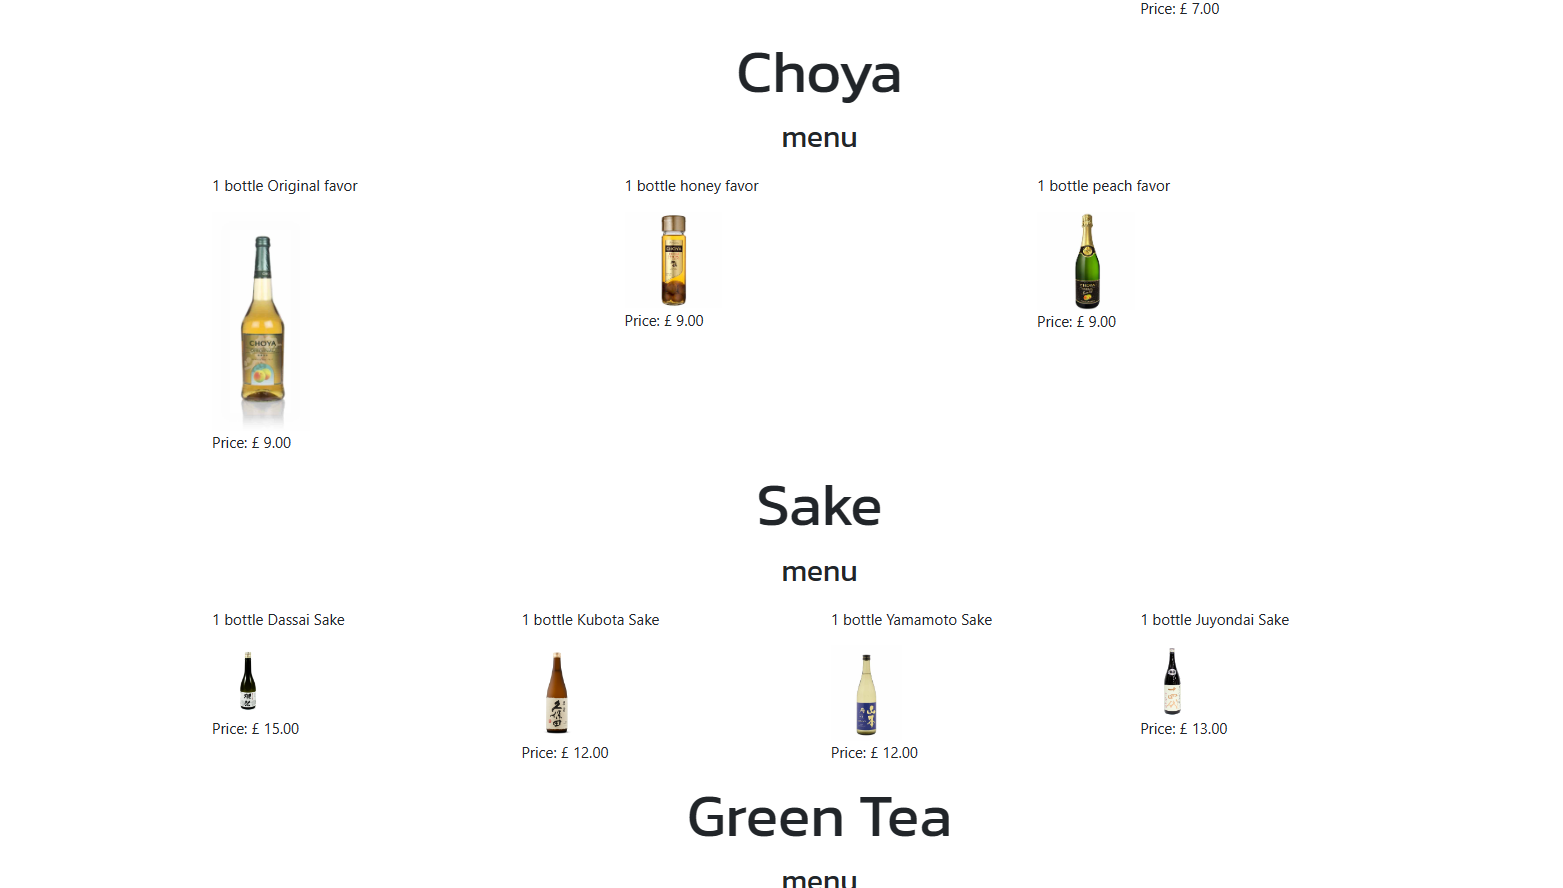 Price: £ 7.00
Choya
menu
1 bottle Original favor
1 bottle honey favor
1 bottle peach favor
CHOYA
CHOYA
CHOYA
Price: £ 9.00
Price: £ 9.00
Price: £ 9.00
Sake
menu
1 bottle Dassai Sake
1 bottle Kubota Sake
1 bottle Yamamoto Sake
1 bottle Juyondai Sake
久保田
山本
Price: £ 15.00
Price: £ 12.00
Price: £ 12.00
Price: £ 13.00
Green Tea
menu